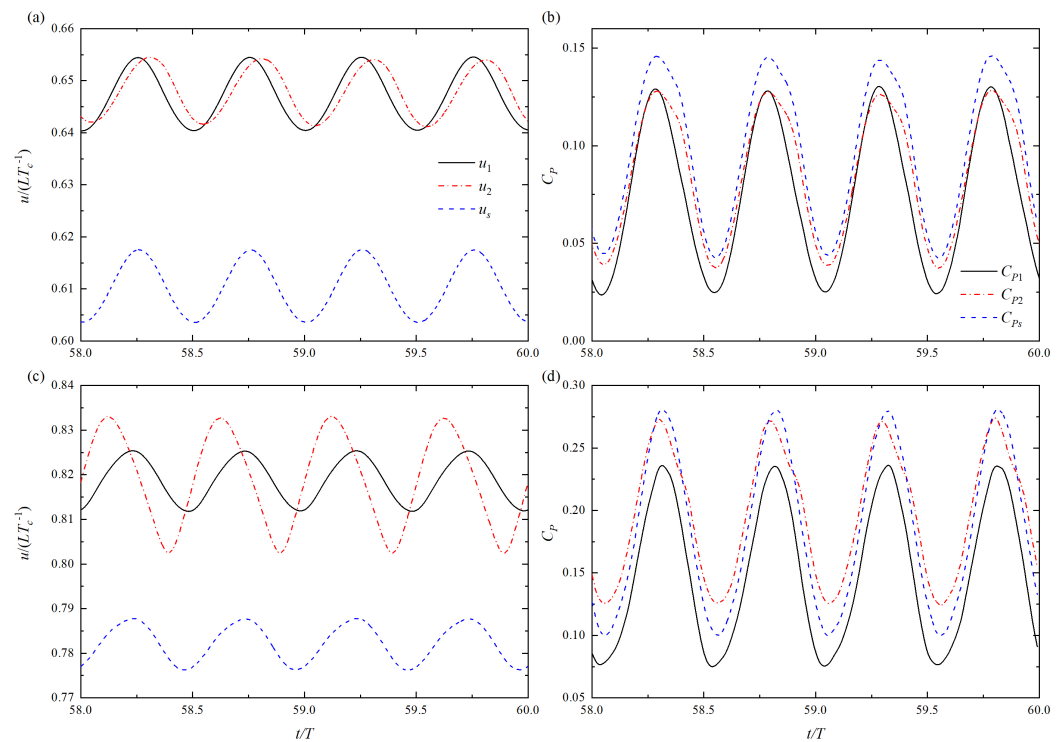 (a)
0.66
0.65
0.64
0.63
0.62
0.61
0.60
u/(LT_c^-1)
u_1
u_2
u_s
58.0 58.5 59.0 59.5 60.0
(b)
0.15
0.10
0.05
0.00
C_P
C_P1
C_P2
C_Ps
58.0 58.5 59.0 59.5 60.0
(c)
0.84
0.83
0.82
0.81
0.80
0.79
0.78
0.77
u/(LT_c^-1)
58.0 58.5 59.0 59.5 60.0
t/T
(d)
0.30
0.25
0.20
0.15
0.10
0.05
C_P
58.0 58.5 59.0 59.5 60.0
t/T